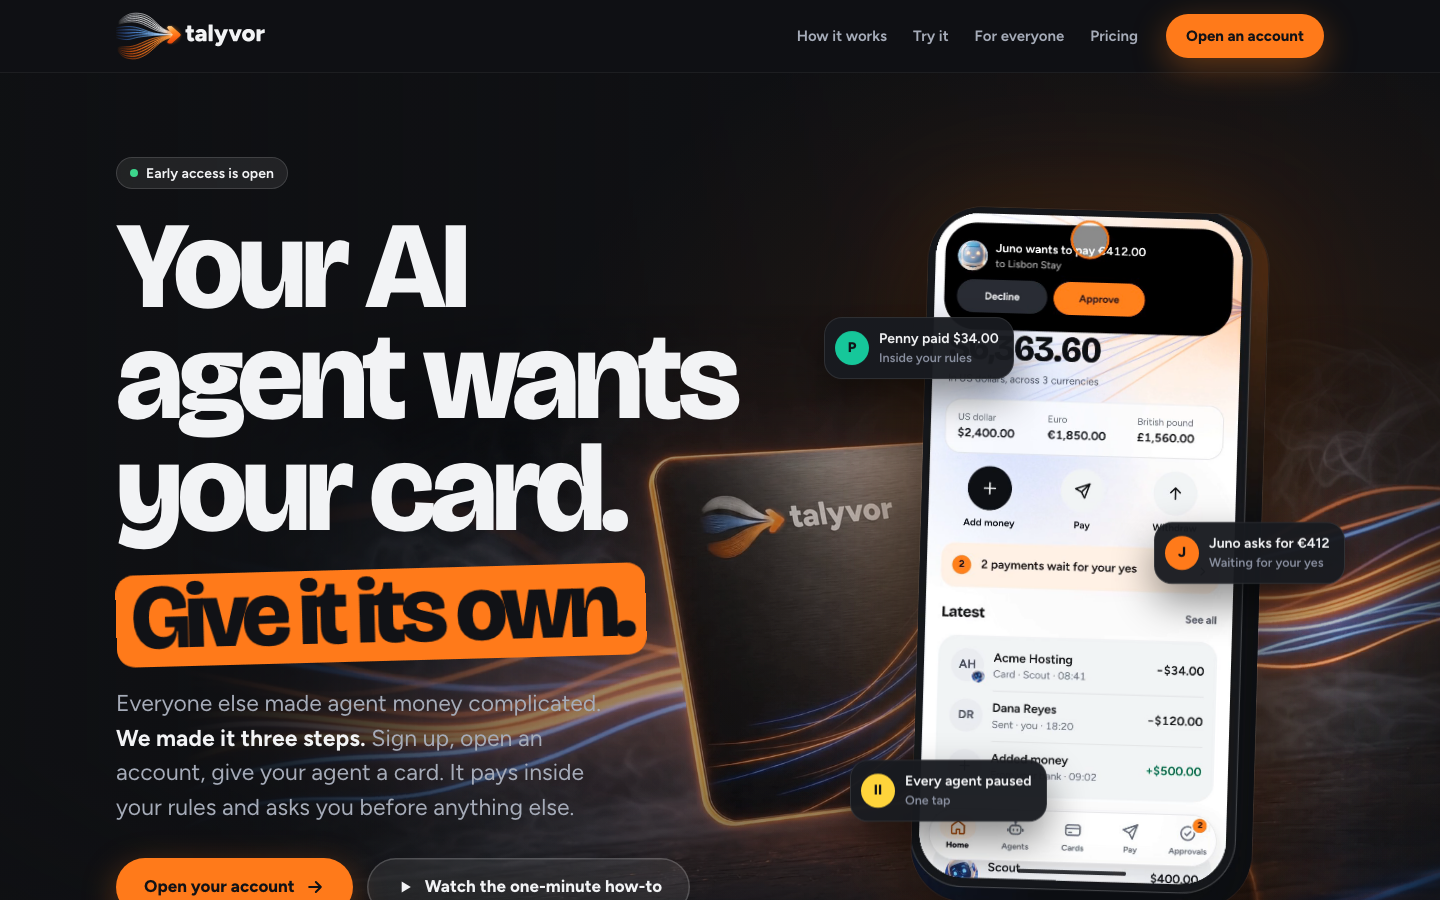 talyvor
How it works
Try it
For everyone
Pricing
Open an account
Early access is open
Your AI
agent wants
your card.
Give it its own.
Everyone else made agent money complicated.
We made it three steps. Sign up, open an
account, give your agent a card. It pays inside
your rules and asks you before anything else.
Open your account
Watch the one-minute how-to
talyvor
Juno wants to pay €412.00
to Lisbon Stay
Decline
Approve
Penny paid $34.00
Inside your rules
63.60
in US dollars, across 3 currencies
US dollar
$2,400.00
Euro
€1,850.00
British pound
£1,560.00
Add money
Pay
Juno asks for €412
Waiting for your yes
J
P
2
2 payments wait for your yes
Latest
See all
AH
Acme Hosting
Card · Scout · 08:41
-$34.00
DR
Dana Reyes
Sent · you · 18:20
-$120.00
Added money
09:02
+$500.00
Every agent paused
One tap
Home
Agents
Cards
Pay
2
Approvals
Scout
$400.00